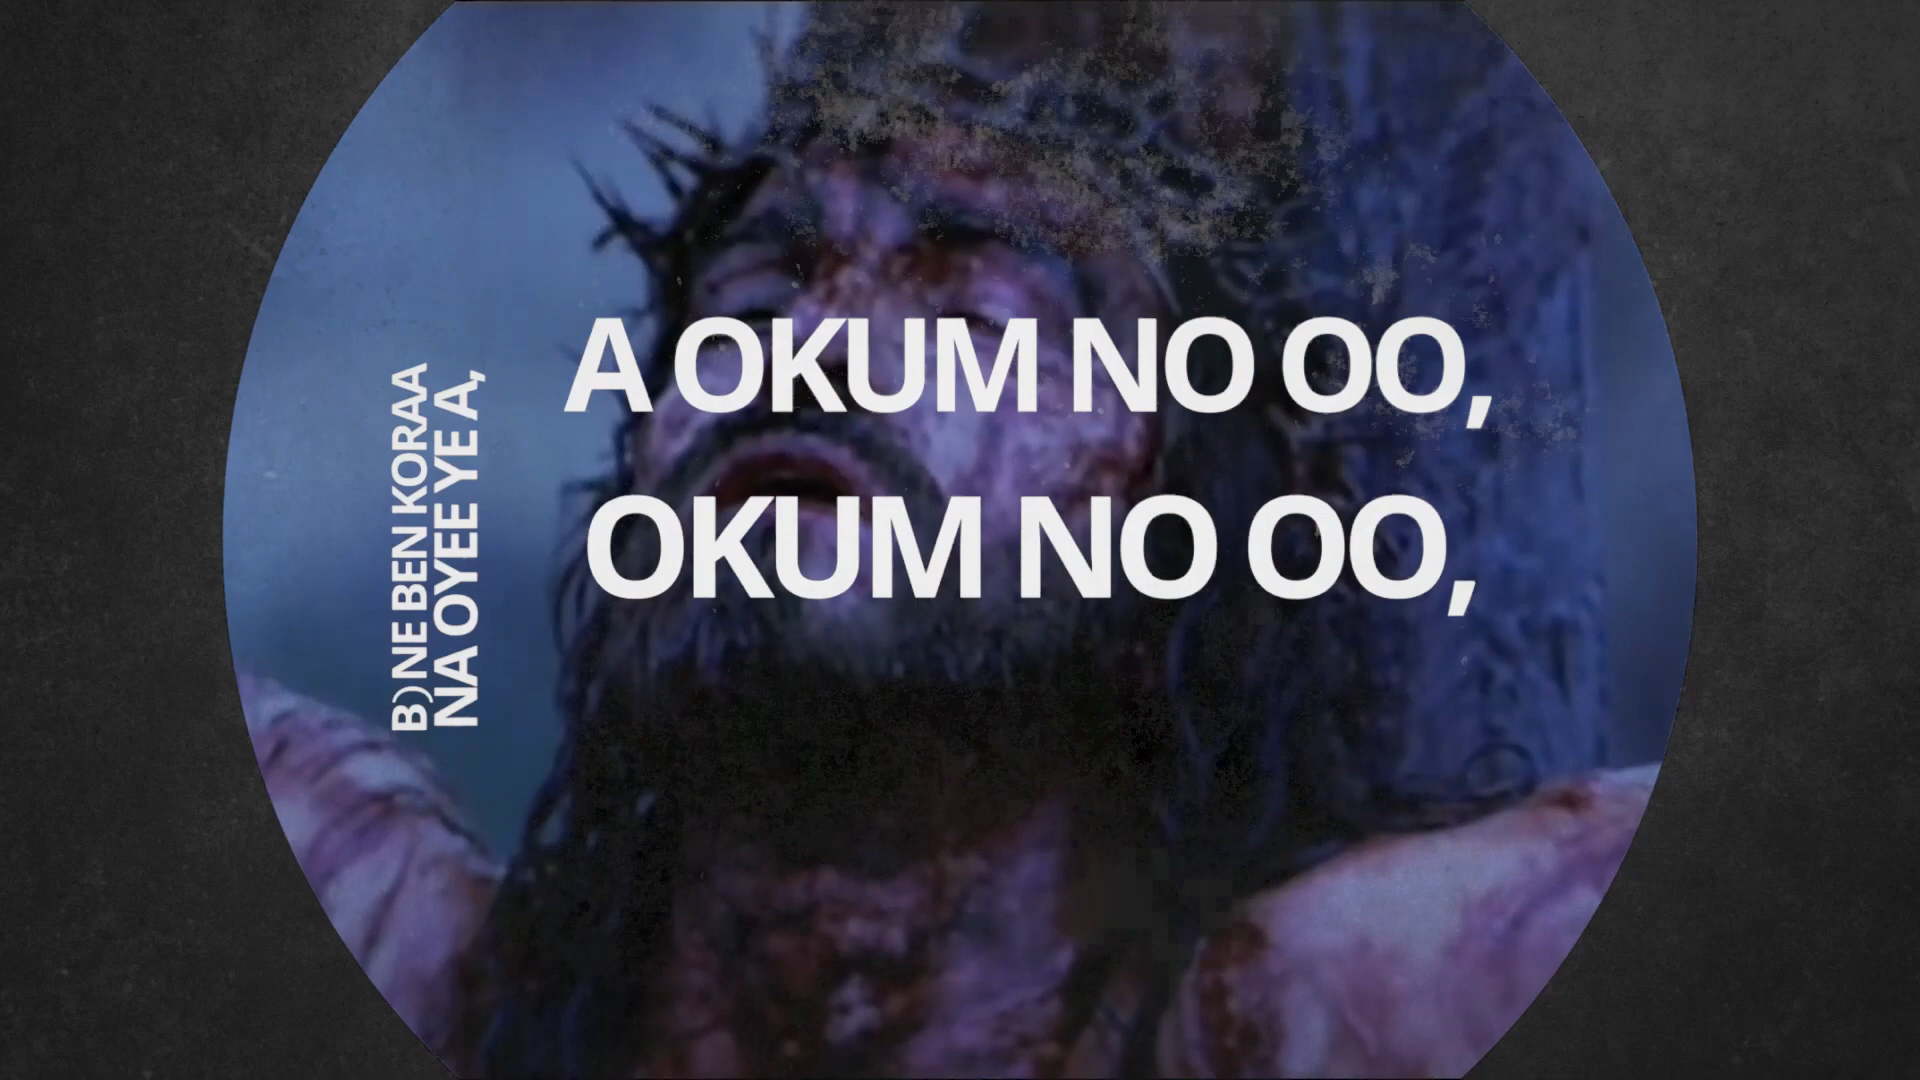 B) NE BEN KORAA
NA OYEE YE A,
A OKUM NO OO,
OKUM NO OO,